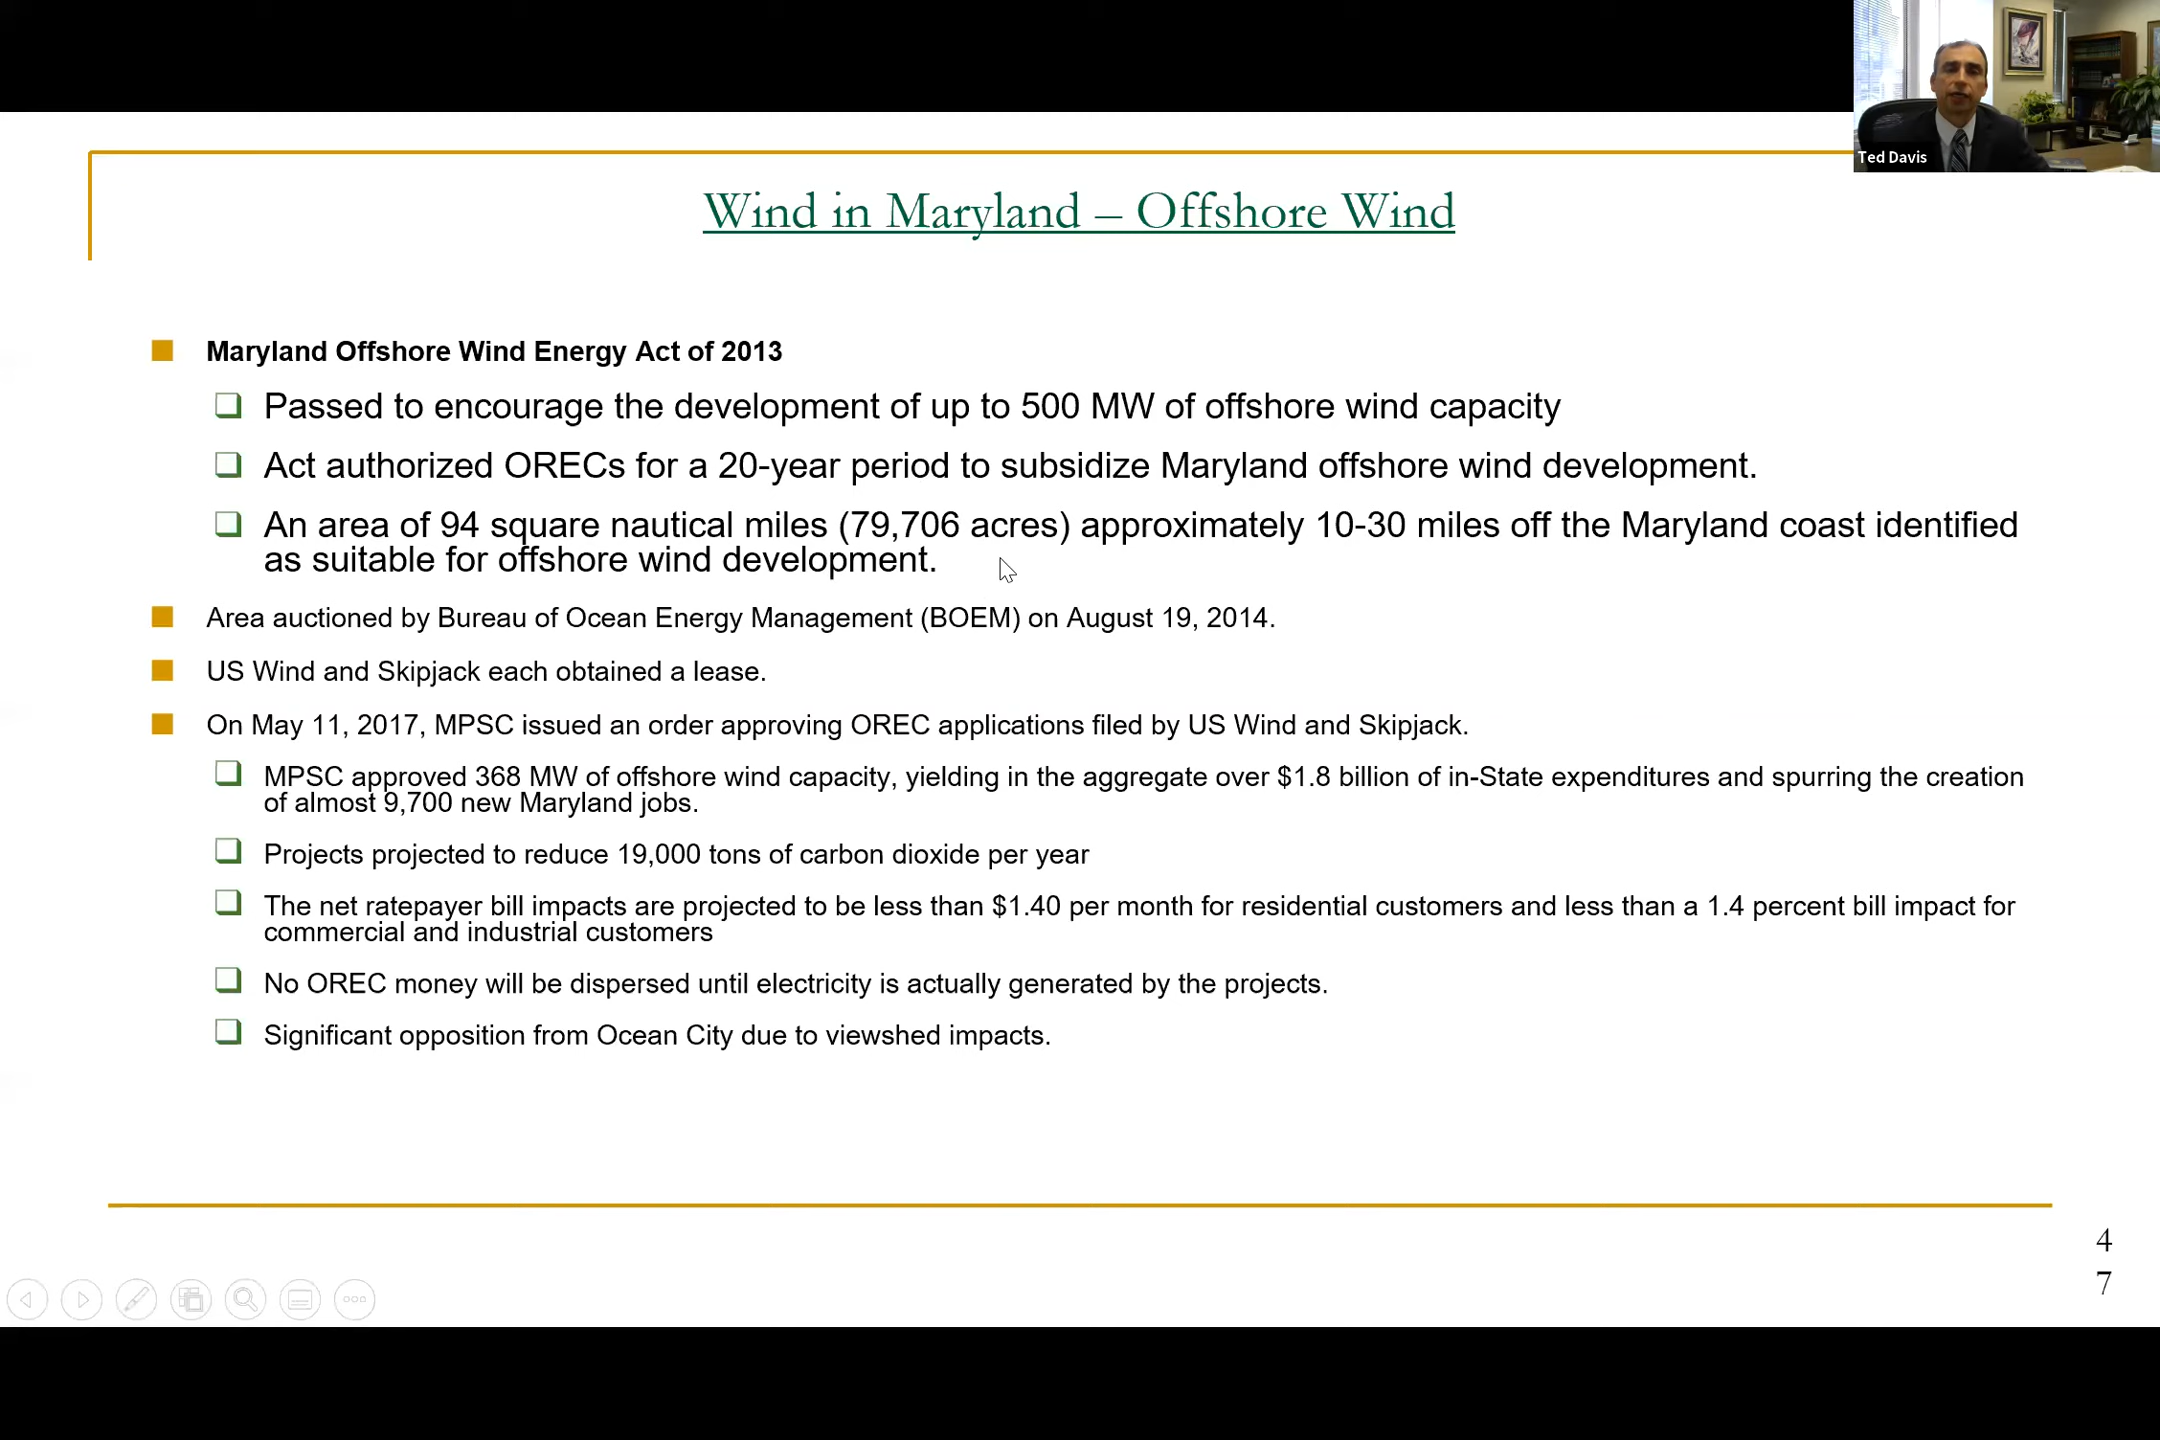 Ted Davis
Wind in Maryland – Offshore Wind
Maryland Offshore Wind Energy Act of 2013
Passed to encourage the development of up to 500 MW of offshore wind capacity
Act authorized ORECs for a 20-year period to subsidize Maryland offshore wind development.
An area of 94 square nautical miles (79,706 acres) approximately 10-30 miles off the Maryland coast identified
as suitable for offshore wind development.
Area auctioned by Bureau of Ocean Energy Management (BOEM) on August 19, 2014.
US Wind and Skipjack each obtained a lease.
On May 11, 2017, MPSC issued an order approving OREC applications filed by US Wind and Skipjack.
MPSC approved 368 MW of offshore wind capacity, yielding in the aggregate over $1.8 billion of in-State expenditures and spurring the creation
of almost 9,700 new Maryland jobs.
Projects projected to reduce 19,000 tons of carbon dioxide per year
The net ratepayer bill impacts are projected to be less than $1.40 per month for residential customers and less than a 1.4 percent bill impact for
commercial and industrial customers
No OREC money will be dispersed until electricity is actually generated by the projects.
Significant opposition from Ocean City due to viewshed impacts.
4
7